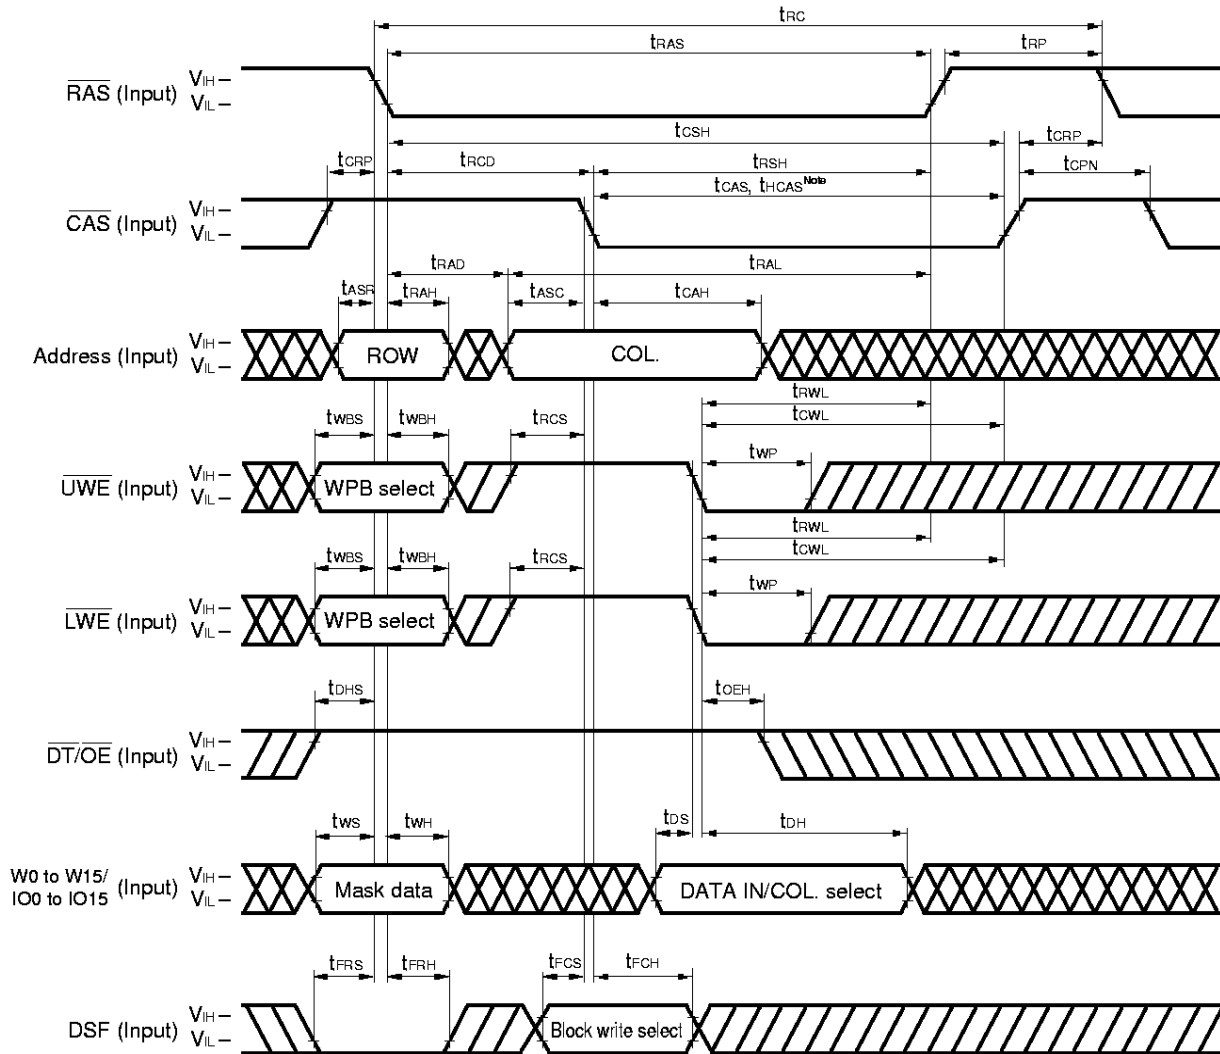 tRC
tRAS
tRP
RAS (Input)
VIH
VIL
tCSH
tCRP
tRCD
tRSH
tCRP
tCPN
tCAS, tHCAS Note
CAS (Input)
VIH
VIL
tRAD
tRAL
tASR
tRAH
tASC
tCAH
Address (Input)
VIH
VIL
ROW
COL.
tRWL
tCWL
tWBS
tWBH
tRCS
tWP
UWE (Input)
VIH
VIL
WPB select
tRWL
tCWL
tWBS
tWBH
tRCS
tWP
LWE (Input)
VIH
VIL
WPB select
tDHS
tOEH
DT/OE (Input)
VIH
VIL
tWS
tWH
tDS
tDH
W0 to W15/
IO0 to IO15 (Input)
VIH
VIL
Mask data
DATA IN/COL. select
tFRS
tFRH
tFCS
tFCH
DSF (Input)
VIH
VIL
Block write select